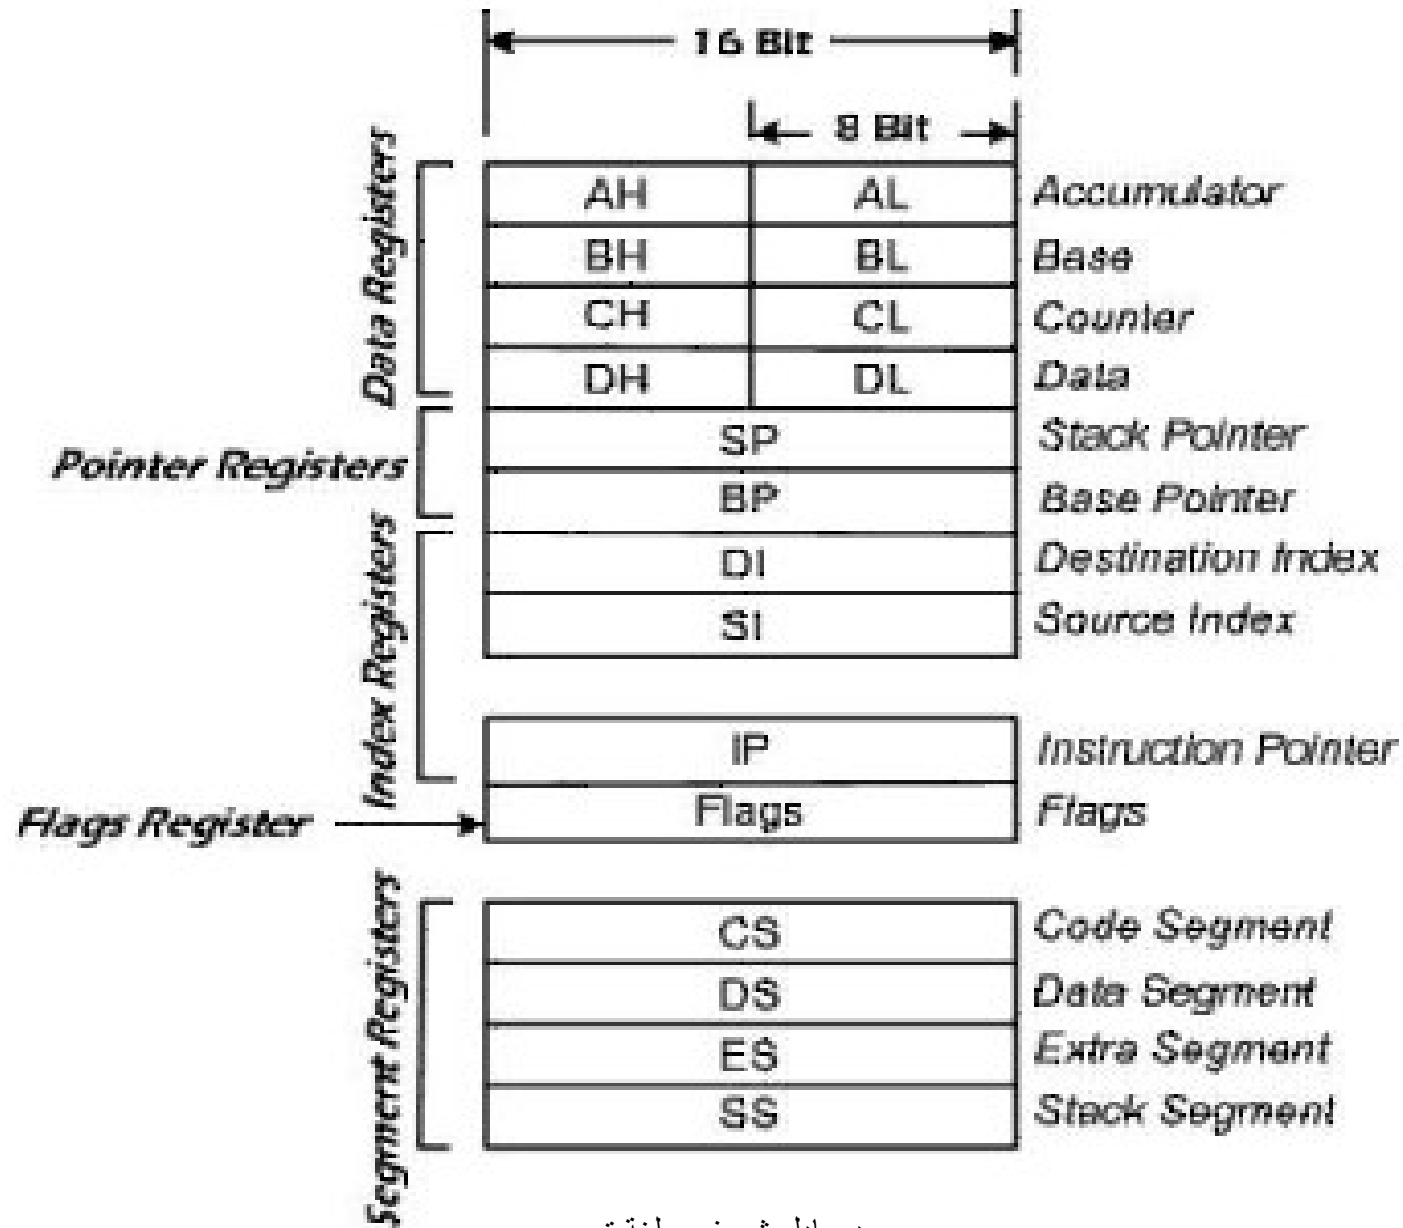 16 Bit
8 Bit
Data Registers
AH AL Accumulator
BH BL Base
CH CL Counter
DH DL Data
Pointer Registers
SP Stack Pointer
BP Base Pointer
Index Registers
DI Destination Index
SI Source Index
IP Instruction Pointer
Flags Register
Flags Flags
Segment Registers
CS Code Segment
DS Data Segment
ES Extra Segment
SS Stack Segment